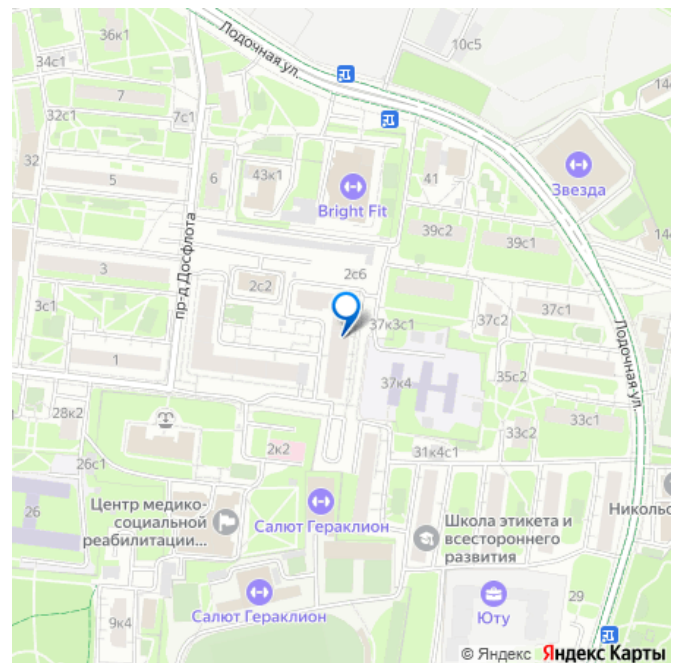 36к1
Лодочная ул.
10с5
34с1
7
14
32с1
7с1
32
5
6
43к1
Bright Fit
41
Звезда
39с2
39с1
14
пр-д Досфлота
3
2с2
2с6
3с1
37к3с1
37с2
37с1
Лодочная ул.
1
37к4
35с2
28к2
33с2
33с1
2к2
31к4с1
26с1
26
Центр медико-
социальной
реабилитации...
Салют Гераклион
Школа этикета и
всестороннего
развития
Никольс
Салют Гераклион
9к4
Юту
29
© Яндекс Яндекс Карты